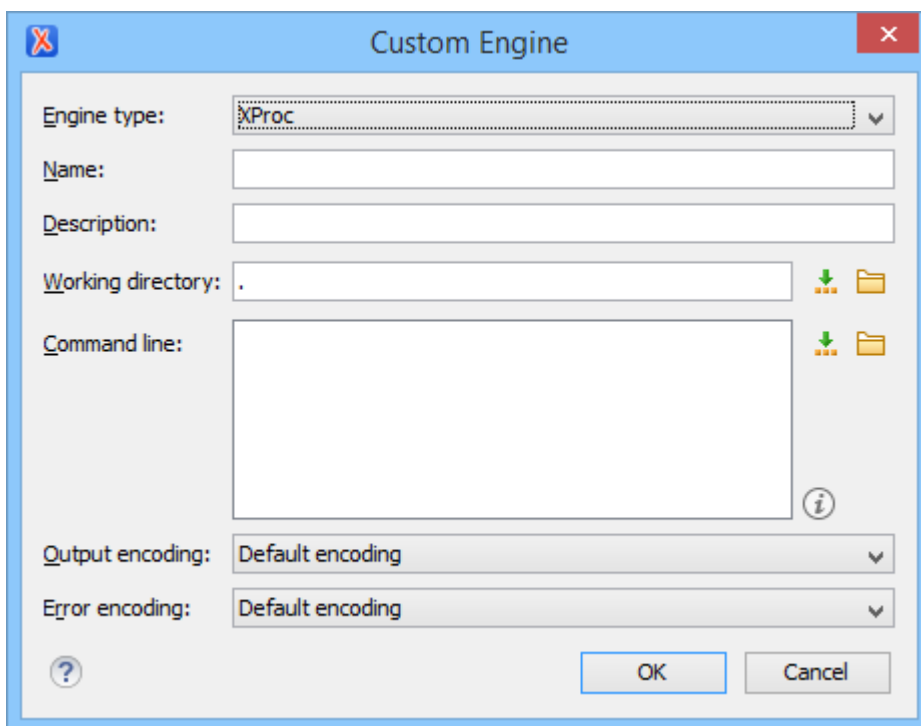 Custom Engine
Engine type: XProc
Name:
Description:
Working directory: .
Command line:
Output encoding: Default encoding
Error encoding: Default encoding
OK Cancel